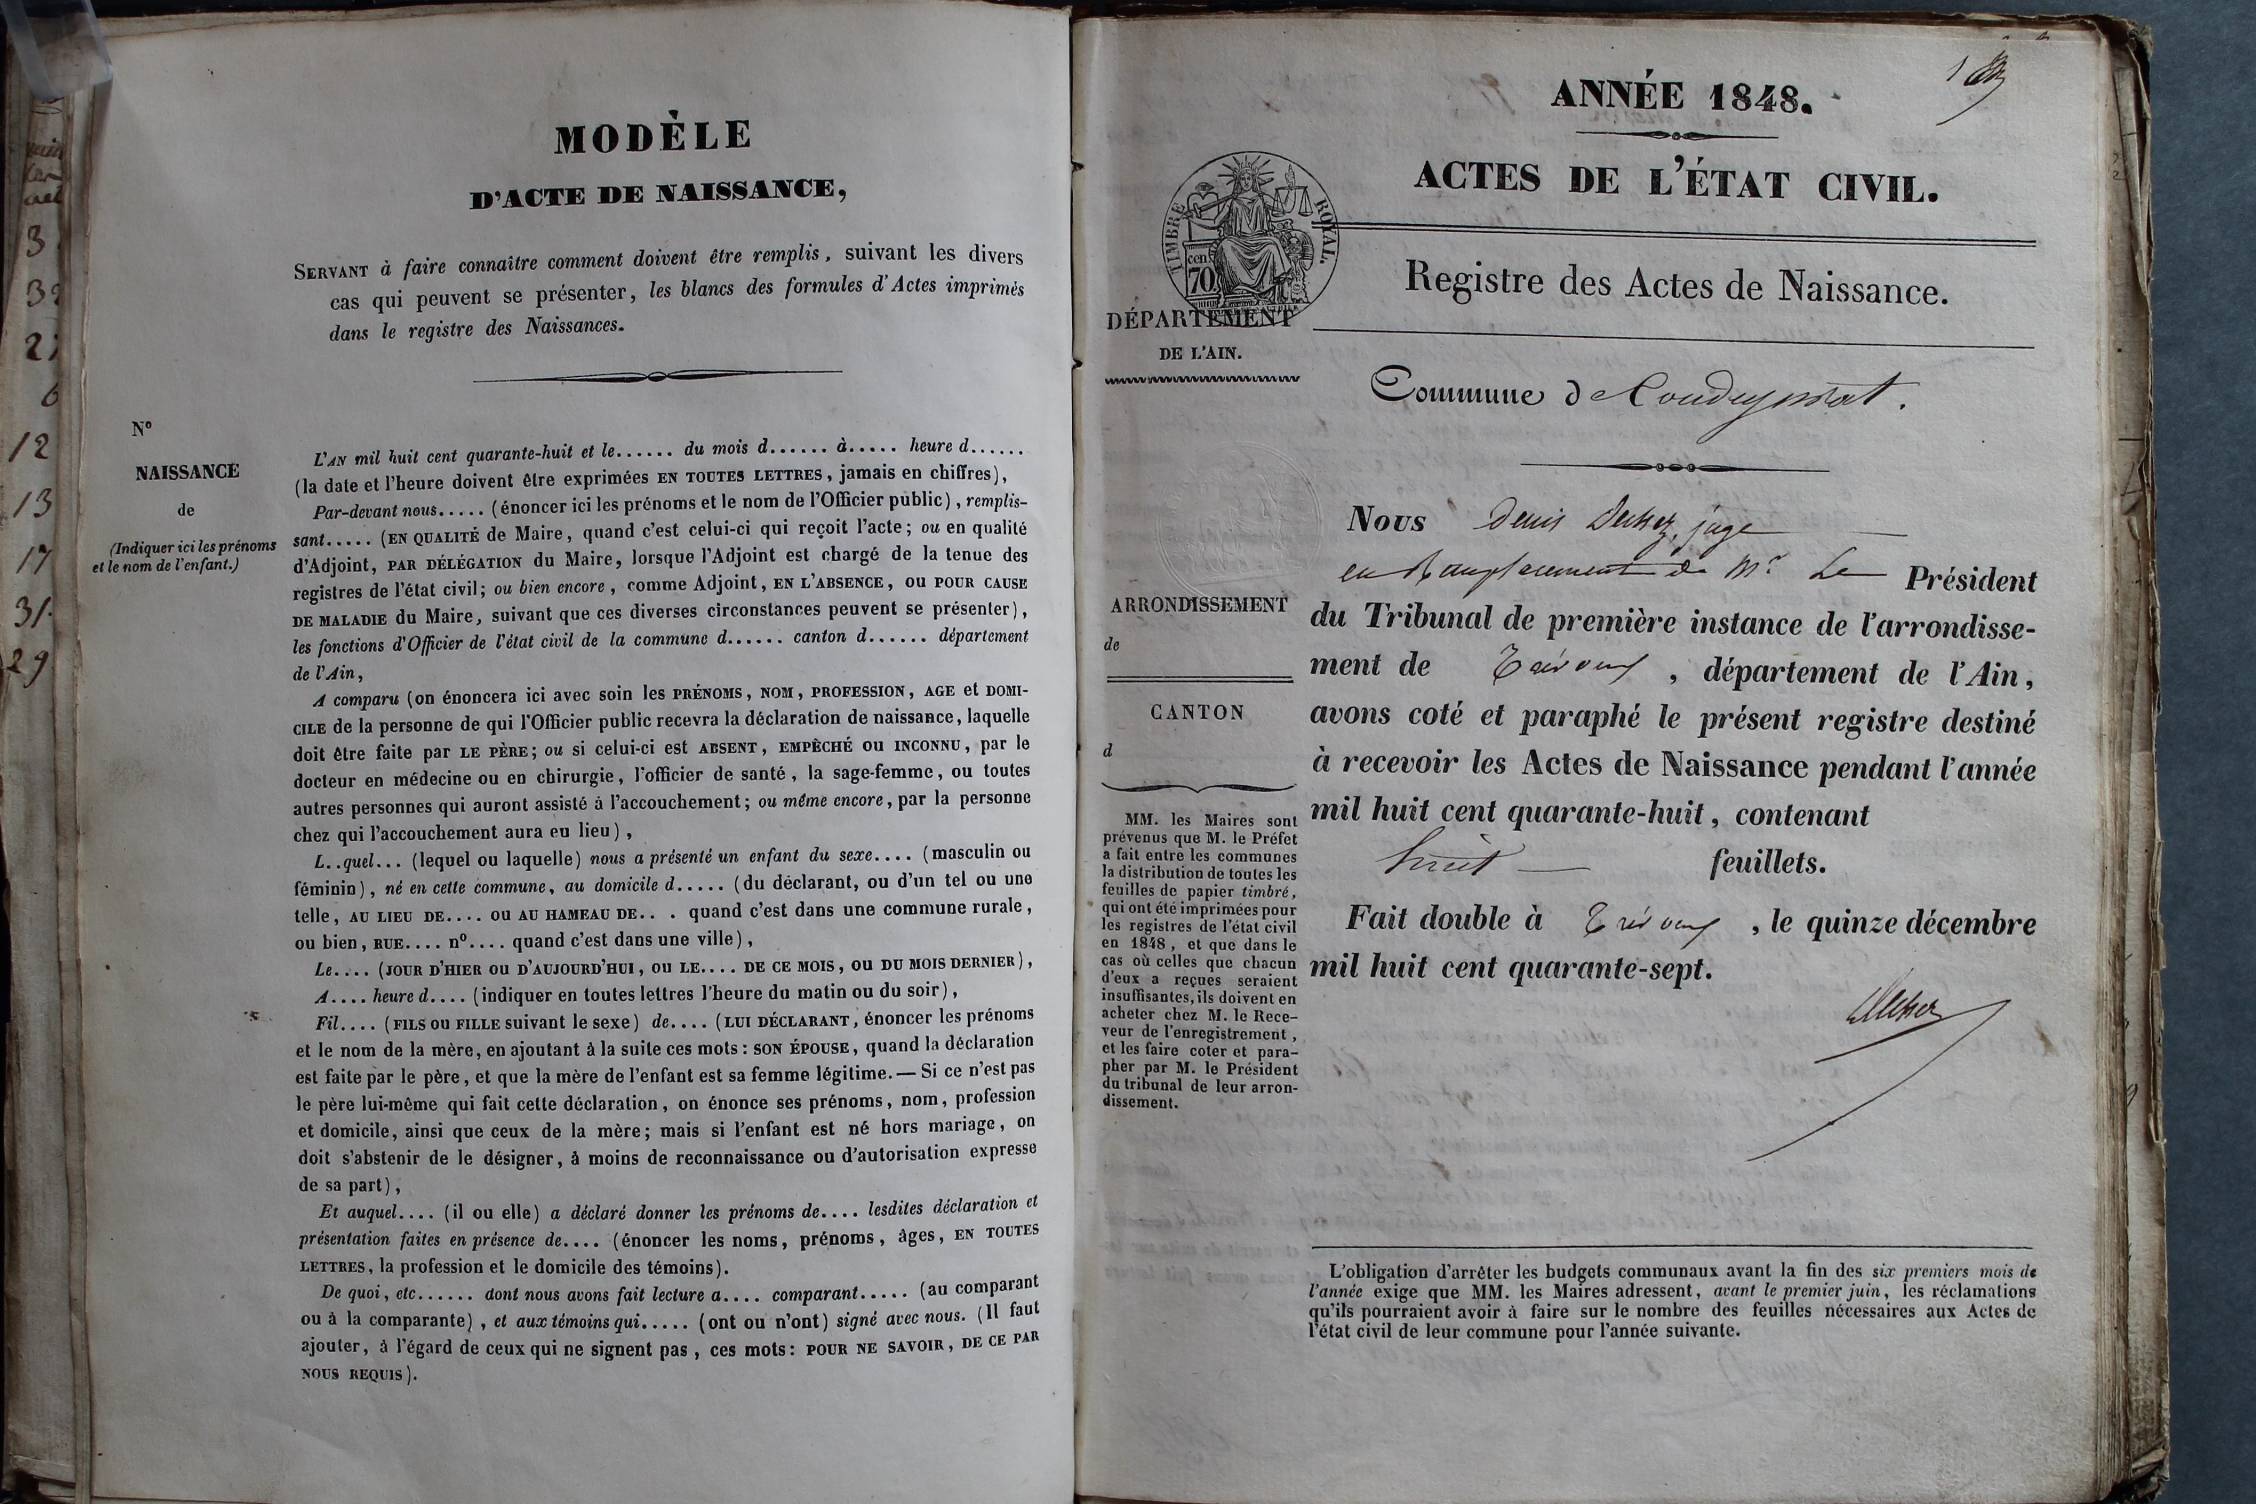 MODÈLE
D'ACTE DE NAISSANCE,
SERVANT à faire connaître comment doivent être remplis, suivant les divers
cas qui peuvent se présenter, les blancs des formules d'Actes imprimés
dans le registre des Naissances.
No
NAISSANCE
de
(Indiquer ici les prénoms
et le nom de l'enfant.)
L'AN mil huit cent quarante-huit et le...... du mois d...... à..... heure d......
(la date et l'heure doivent être exprimées EN TOUTES LETTRES, jamais en chiffres),
Par-devant nous..... (énoncer ici les prénoms et le nom de l'Officier public), remplis-
sant..... (EN QUALITÉ de Maire, quand c'est celui-ci qui reçoit l'acte; ou en qualité
d'Adjoint, PAR DÉLÉGATION du Maire, lorsque l'Adjoint est chargé de la tenue des
registres de l'état civil; ou bien encore, comme Adjoint, EN L'ABSENCE, OU POUR CAUSE
DE MALADIE du Maire, suivant que ces diverses circonstances peuvent se présenter),
les fonctions d'Officier de l'état civil de la commune d...... canton d...... département
de l'Ain,
A comparu (on énoncera ici avec soin les PRÉNOMS, NOM, PROFESSION, AGE et DOMI-
CILE de la personne de qui l'Officier public recevra la déclaration de naissance, laquelle
doit être faite par LE PÈRE; ou si celui-ci est ABSENT, EMPÊCHÉ OU INCONNU, par le
docteur en médecine ou en chirurgie, l'officier de santé, la sage-femme, ou toutes
autres personnes qui auront assisté à l'accouchement; ou même encore, par la personne
chez qui l'accouchement aura eu lieu),
L..quel... (lequel ou laquelle) nous a présenté un enfant du sexe.... (masculin ou
féminin), né en cette commune, au domicile d..... (du déclarant, ou d'un tel ou une
telle, AU LIEU DE.... OU AU HAMEAU DE.. . quand c'est dans une commune rurale,
ou bien, RUE.... no.... quand c'est dans une ville),
Le.... (JOUR D'HIER OU D'AUJOURD'HUI, OU LE.... DE CE MOIS, OU DU MOIS DERNIER),
A.... heure d.... (indiquer en toutes lettres l'heure du matin ou du soir),
Fil.... (FILS OU FILLE suivant le sexe) de.... (LUI DÉCLARANT, énoncer les prénoms
et le nom de la mère, en ajoutant à la suite ces mots: SON ÉPOUSE, quand la déclaration
est faite par le père, et que la mère de l'enfant est sa femme légitime.— Si ce n'est pas
le père lui-même qui fait cette déclaration, on énonce ses prénoms, nom, profession
et domicile, ainsi que ceux de la mère; mais si l'enfant est né hors mariage, on
doit s'abstenir de le désigner, à moins de reconnaissance ou d'autorisation expresse
de sa part),
Et auquel.... (il ou elle) a déclaré donner les prénoms de.... lesdites déclaration et
présentation faites en présence de.... (énoncer les noms, prénoms, âges, EN TOUTES
LETTRES, la profession et le domicile des témoins).
De quoi, etc...... dont nous avons fait lecture a.... comparant..... (au comparant
ou à la comparante), et aux témoins qui..... (ont ou n'ont) signé avec nous. (Il faut
ajouter, à l'égard de ceux qui ne signent pas, ces mots: POUR NE SAVOIR, DE CE PAR
NOUS REQUIS).
3
27
6
12
13
17
31
29
1
ANNÉE 1848.
ACTES DE L'ÉTAT CIVIL.
TIMBRE ROYAL.
cen
70
Registre des Actes de Naissance.
DÉPARTEMENT
DE L'AIN.
Commune de Condeyssiat.
ARRONDISSEMENT
de
CANTON
d
MM. les Maires sont
prévenus que M. le Préfet
a fait entre les communes
la distribution de toutes les
feuilles de papier timbré,
qui ont été imprimées pour
les registres de l'état civil
en 1848, et que dans le
cas où celles que chacun
d'eux a reçues seraient
insuffisantes, ils doivent en
acheter chez M. le Rece-
veur de l'enregistrement,
et les faire coter et para-
pher par M. le Président
du tribunal de leur arron-
dissement.
Nous Denis juge
en Remplacement de Mr Le Président
du Tribunal de première instance de l'arrondisse-
ment de Trévoux, département de l'Ain,
avons coté et paraphé le présent registre destiné
à recevoir les Actes de Naissance pendant l'année
mil huit cent quarante-huit, contenant
huit feuillets.
Fait double à Trévoux, le quinze décembre
mil huit cent quarante-sept.
L'obligation d'arrêter les budgets communaux avant la fin des six premiers mois de
l'année exige que MM. les Maires adressent, avant le premier juin, les réclamations
qu'ils pourraient avoir à faire sur le nombre des feuilles nécessaires aux Actes de
l'état civil de leur commune pour l'année suivante.